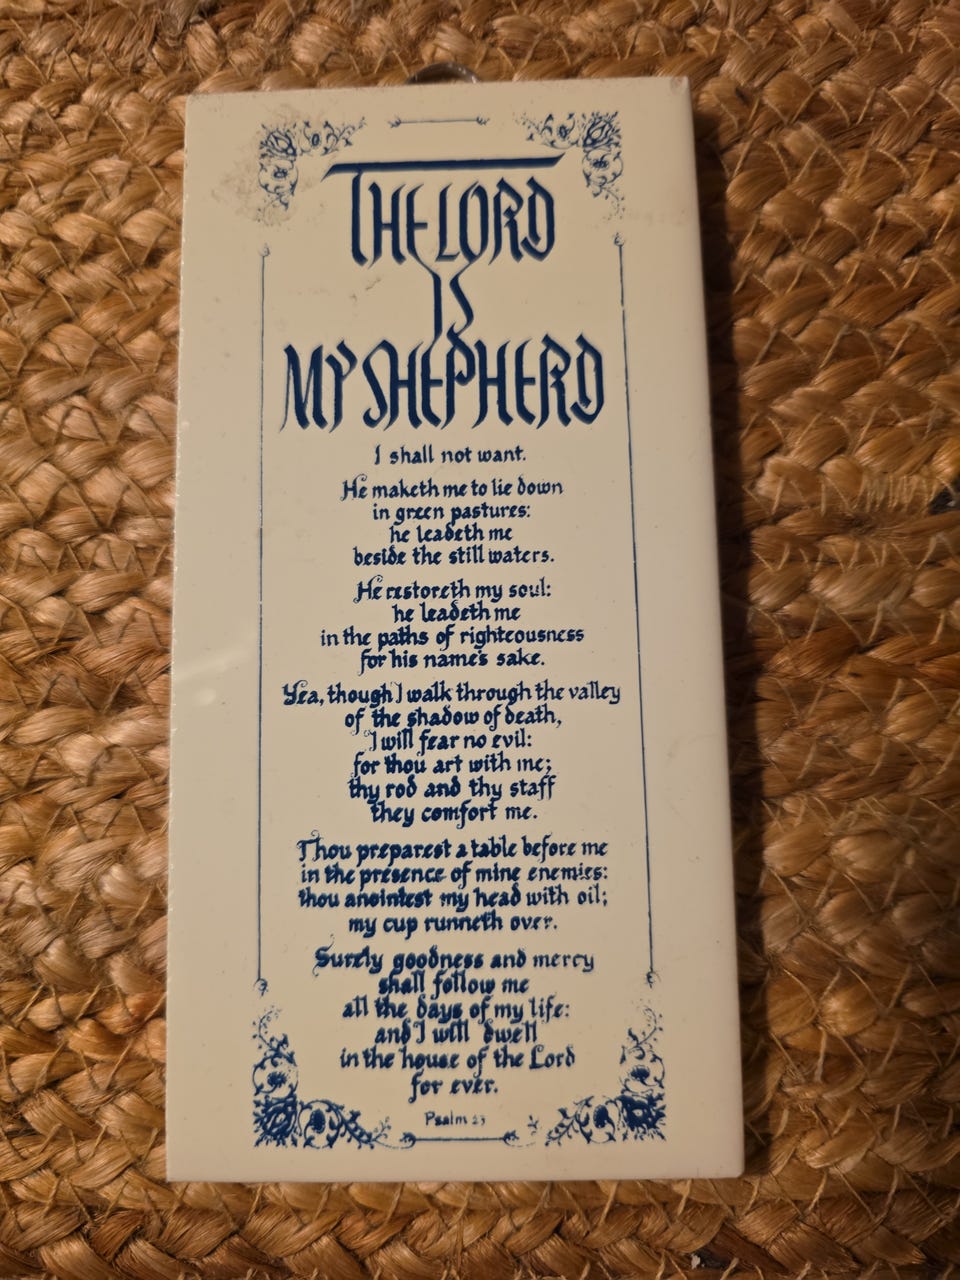 THE LORD
IS
MY SHEPHERD
I shall not want.
He maketh me to lie down
in green pastures:
he leadeth me
beside the still waters.
He restoreth my soul:
he leadeth me
in the paths of righteousness
for his name's sake.
Yea, though I walk through the valley
of the shadow of death,
I will fear no evil:
for thou art with me;
thy rod and thy staff
they comfort me.
Thou preparest a table before me
in the presence of mine enemies:
thou anointest my head with oil;
my cup runneth over.
Surely goodness and mercy
shall follow me
all the days of my life:
and I will dwell
in the house of the Lord
for ever.
Psalm 23